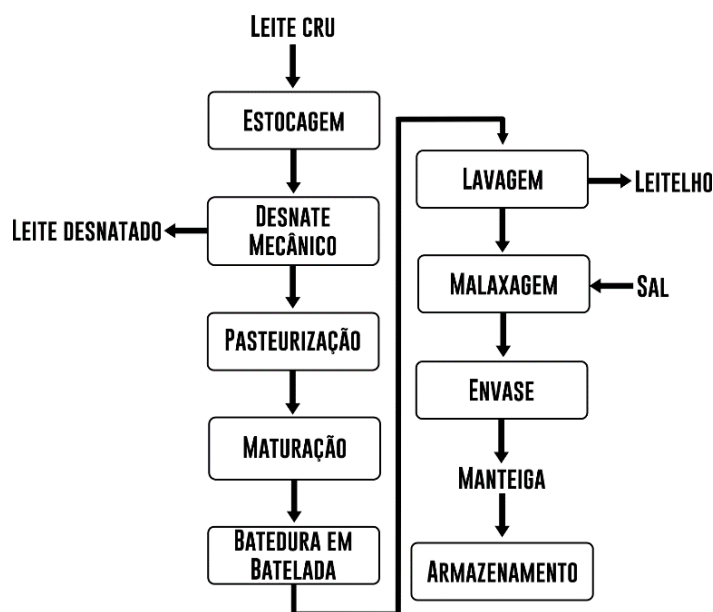 LEITE CRU
ESTOCAGEM
DESNATE
MECÂNICO
LEITE DESNATADO
PASTEURIZAÇÃO
MATURAÇÃO
BATEDURA EM
BATELADA
LAVAGEM
LEITELHO
MALAXAGEM
SAL
ENVASE
MANTEIGA
ARMAZENAMENTO